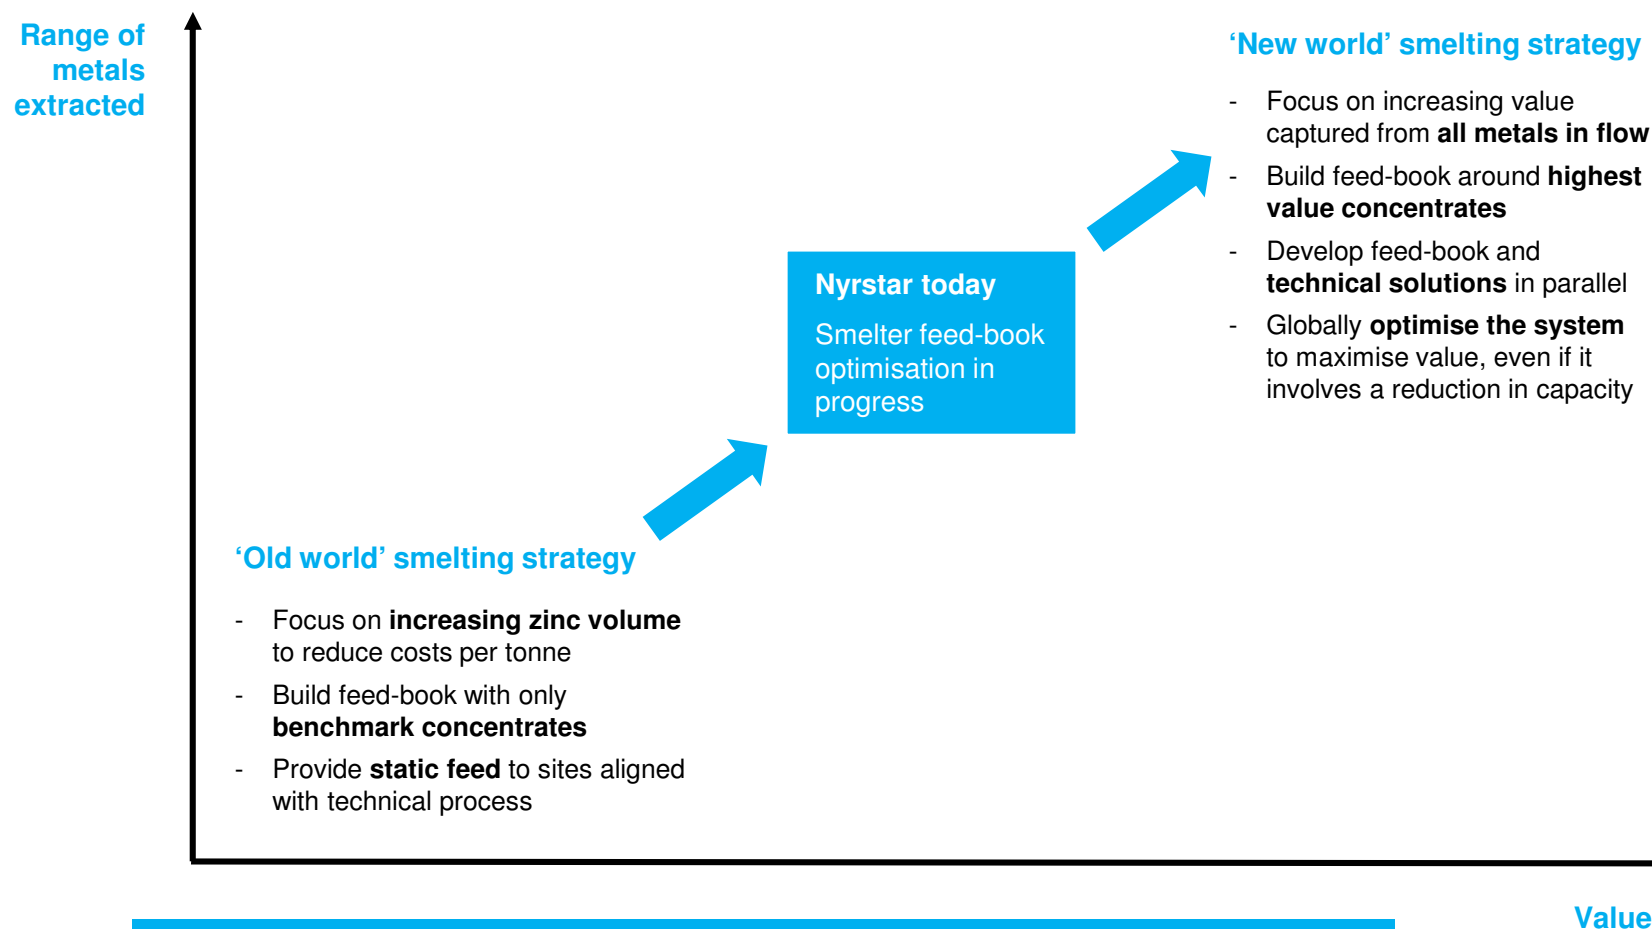 Range of
metals
extracted
‘New world’ smelting strategy
- Focus on increasing value
captured from all metals in flow
- Build feed-book around highest
value concentrates
- Develop feed-book and
technical solutions in parallel
- Globally optimise the system
to maximise value, even if it
involves a reduction in capacity
Nyrstar today
Smelter feed-book
optimisation in
progress
‘Old world’ smelting strategy
- Focus on increasing zinc volume
to reduce costs per tonne
- Build feed-book with only
benchmark concentrates
- Provide static feed to sites aligned
with technical process
Value